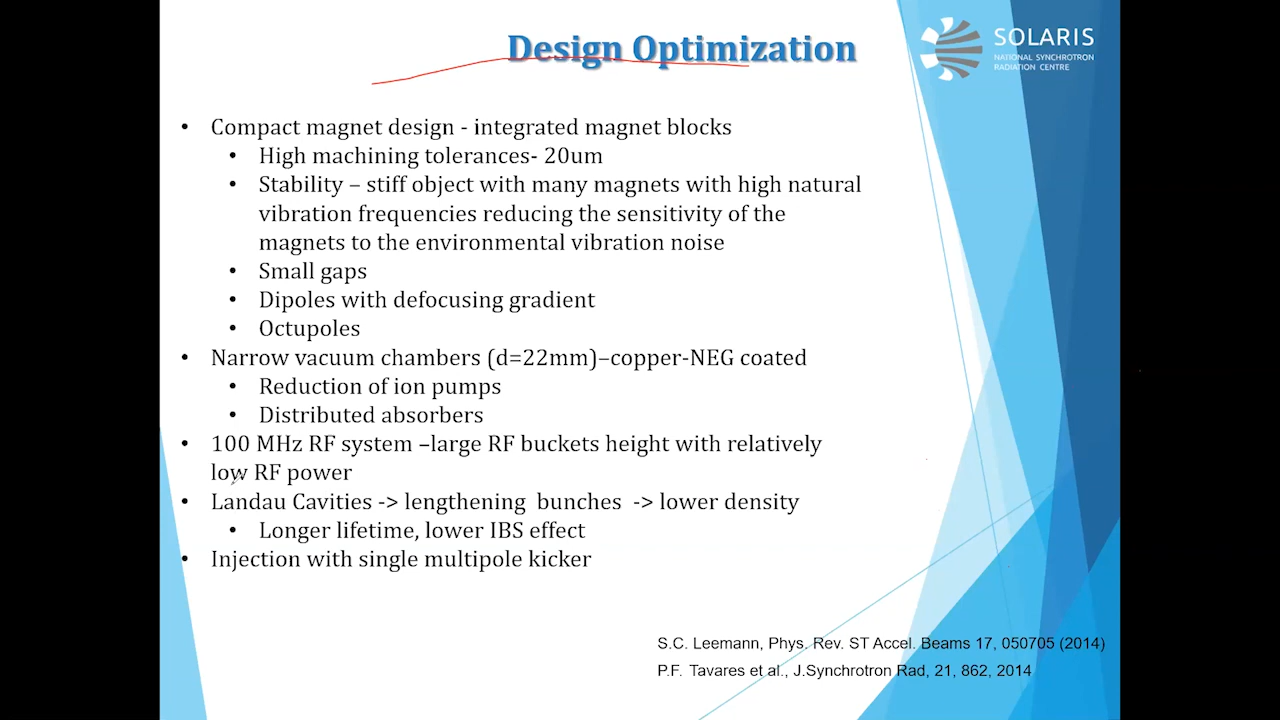 Design Optimization
SOLARIS
NATIONAL SYNCHROTRON
RADIATION CENTRE
• Compact magnet design - integrated magnet blocks
• High machining tolerances- 20um
• Stability – stiff object with many magnets with high natural
vibration frequencies reducing the sensitivity of the
magnets to the environmental vibration noise
• Small gaps
• Dipoles with defocusing gradient
• Octupoles
• Narrow vacuum chambers (d=22mm)–copper-NEG coated
• Reduction of ion pumps
• Distributed absorbers
• 100 MHz RF system –large RF buckets height with relatively
low RF power
• Landau Cavities -> lengthening bunches -> lower density
• Longer lifetime, lower IBS effect
• Injection with single multipole kicker
S.C. Leemann, Phys. Rev. ST Accel. Beams 17, 050705 (2014)
P.F. Tavares et al., J.Synchrotron Rad, 21, 862, 2014